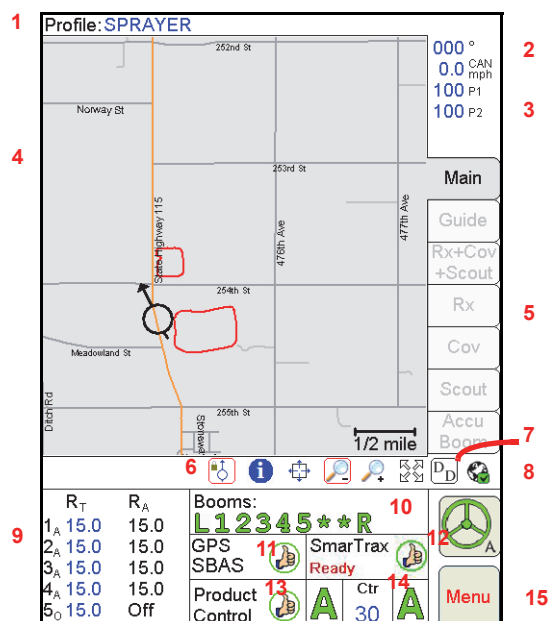 1
Profile: SPRAYER
252nd St
000 °
2
0.0 CAN mph
100 P1
100 P2
3
Norway St
4
253rd St
Main
State Highway 115
476th Ave
477th Ave
Guide
Rx+Cov
+Scout
254th St
Rx
5
Meadowland St
Cov
Scout
Ditch Rd
255th St
Accu
Boom
1/2 mile
7
6
i
DD
8
RT RA
Booms:
10
L12345**R
9
1A 15.0 15.0
2A 15.0 15.0
3A 15.0 15.0
4A 15.0 15.0
5O 15.0 Off
GPS
SBAS
11
SmarTrax
Ready
12
A
Product
Control
13
A
Ctr
30
14
A
Menu
15